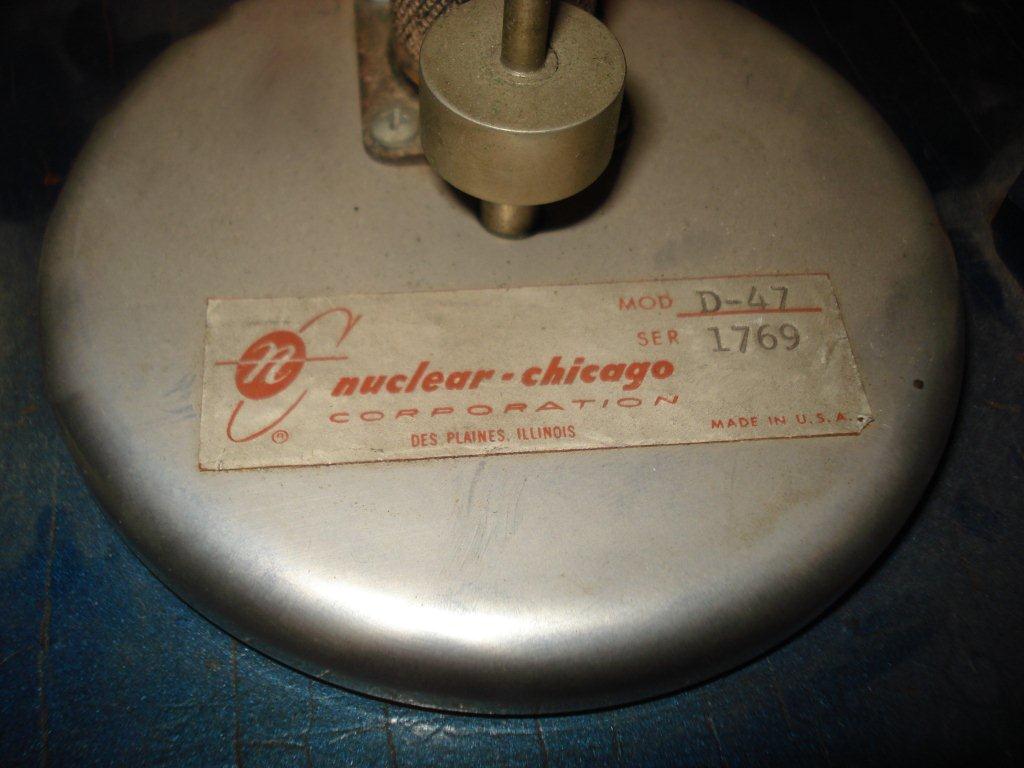 MOD D-47
SER 1769
n
nuclear-chicago
CORPORATION
®
DES PLAINES, ILLINOIS
MADE IN U.S.A.